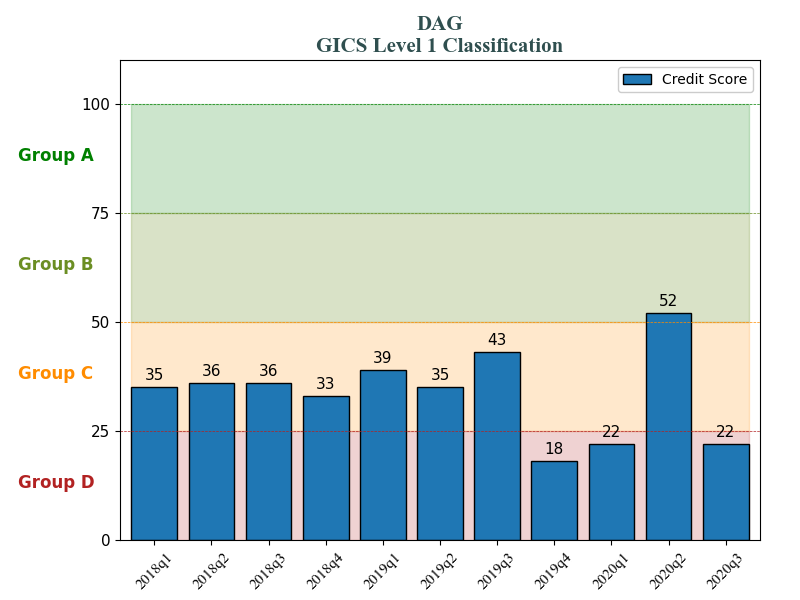 DAG
GICS Level 1 Classification
Credit Score
100
Group A
75
Group B
52
50
43
39
36
36
35
35
33
Group C
25
22
22
18
Group D
0
2018q1
2018q2
2018q3
2018q4
2019q1
2019q2
2019q3
2019q4
2020q1
2020q2
2020q3